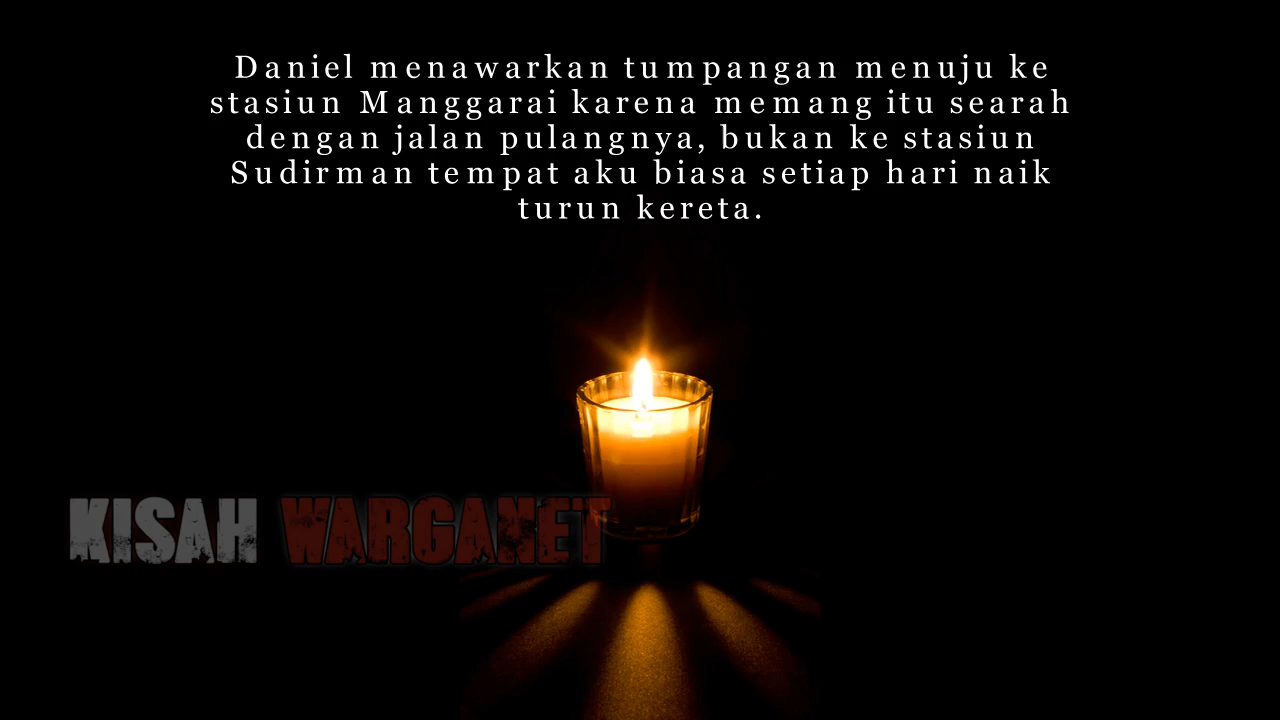 Daniel menawarkan tumpangan menuju ke
stasiun Manggarai karena memang itu searah
dengan jalan pulangnya, bukan ke stasiun
Sudirman tempat aku biasa setiap hari naik
turun kereta.
KISAH WARGANET